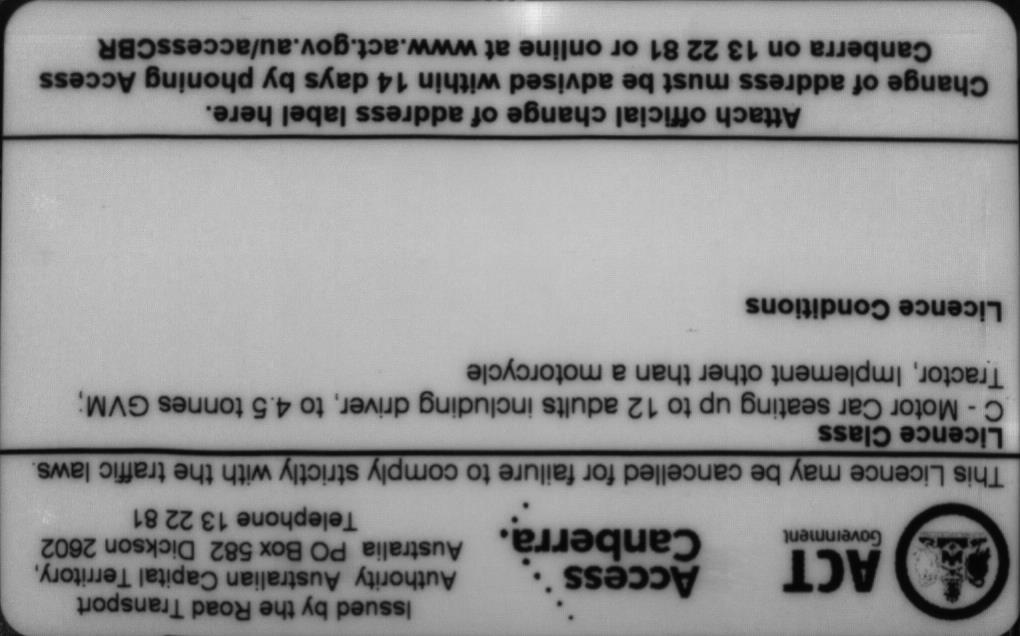 ACT
Government
Access
Canberra.
Issued by the Road Transport
Authority Australian Capital Territory,
Australia PO Box 582 Dickson 2602
Telephone 13 22 81
This Licence may be cancelled for failure to comply strictly with the traffic laws.
Licence Class
C - Motor Car seating up to 12 adults including driver, to 4.5 tonnes GVM;
Tractor, Implement other than a motorcycle
Licence Conditions
Attach official change of address label here.
Change of address must be advised within 14 days by phoning Access
Canberra on 13 22 81 or online at www.act.gov.au/accessCBR